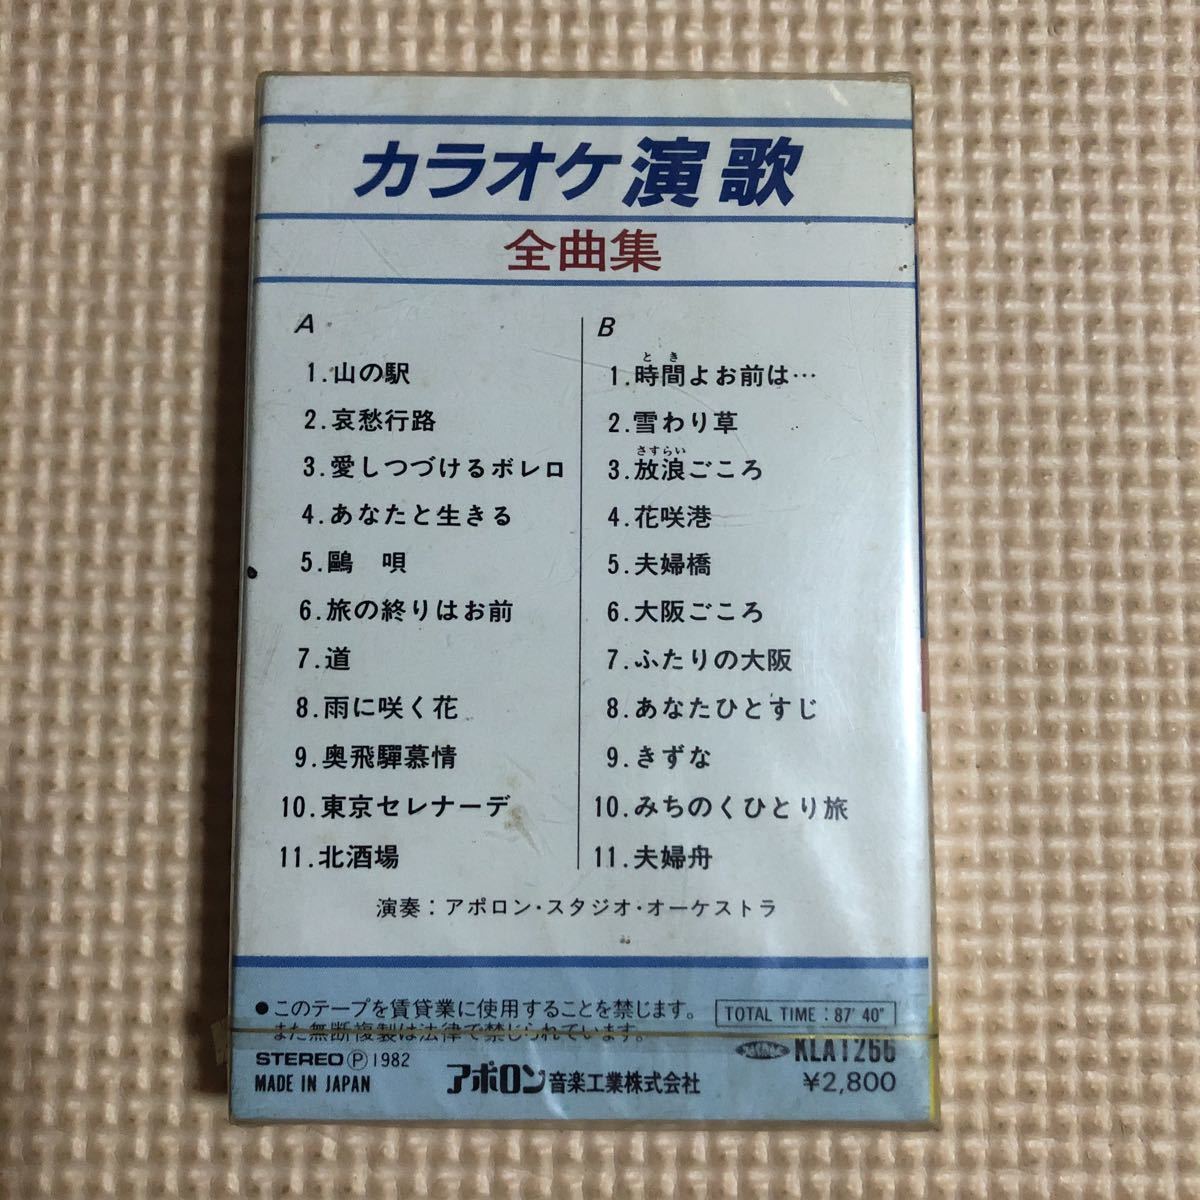 カラオケ演歌
全曲集
A
1.山の駅
2.哀愁行路
3.愛しつづけるボレロ
4.あなたと生きる
5.鷗　唄
6.旅の終りはお前
7.道
8.雨に咲く花
9.奥飛驒慕情
10.東京セレナーデ
11.北酒場
B
とき
1.時間よお前は…
2.雪わり草
さすらい
3.放浪ごころ
4.花咲港
5.夫婦橋
6.大阪ごころ
7.ふたりの大阪
8.あなたひとすじ
9.きずな
10.みちのくひとり旅
11.夫婦舟
演奏：アポロン・スタジオ・オーケストラ
●このテープを賃貸業に使用することを禁じます。
また無断複製は法律で禁じられています。
TOTAL TIME : 87' 40"
STEREO Ⓟ1982
MADE IN JAPAN
アポロン音楽工業株式会社
KLA1266
¥2,800